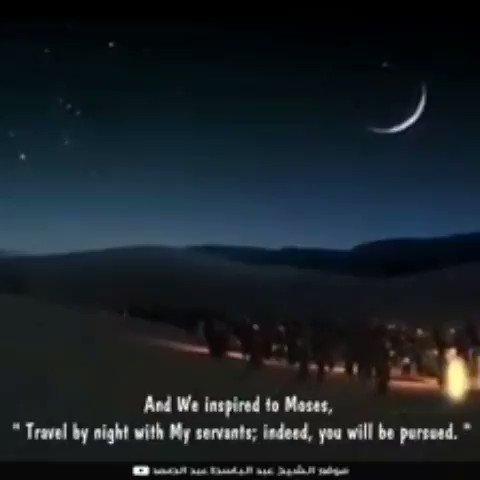 And We inspired to Moses,
" Travel by night with My servants; indeed, you will be pursued. "
موقع الشيخ عبد الباسط عبد الصمد